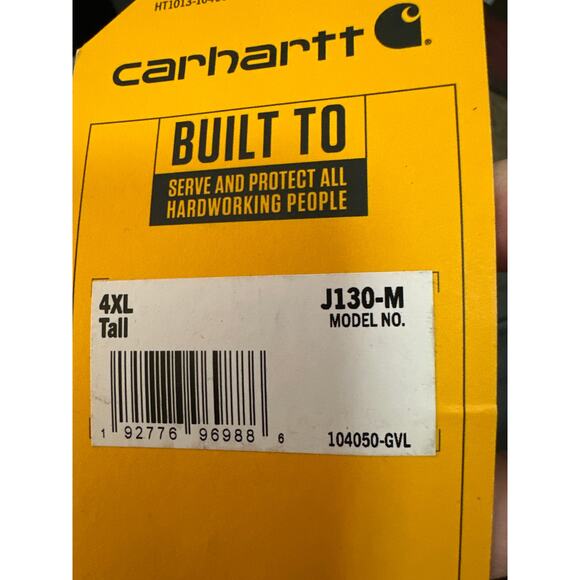 carhartt
BUILT TO
SERVE AND PROTECT ALL
HARDWORKING PEOPLE
4XL
Tall
J130-M
MODEL NO.
1 92776 96988 6
104050-GVL